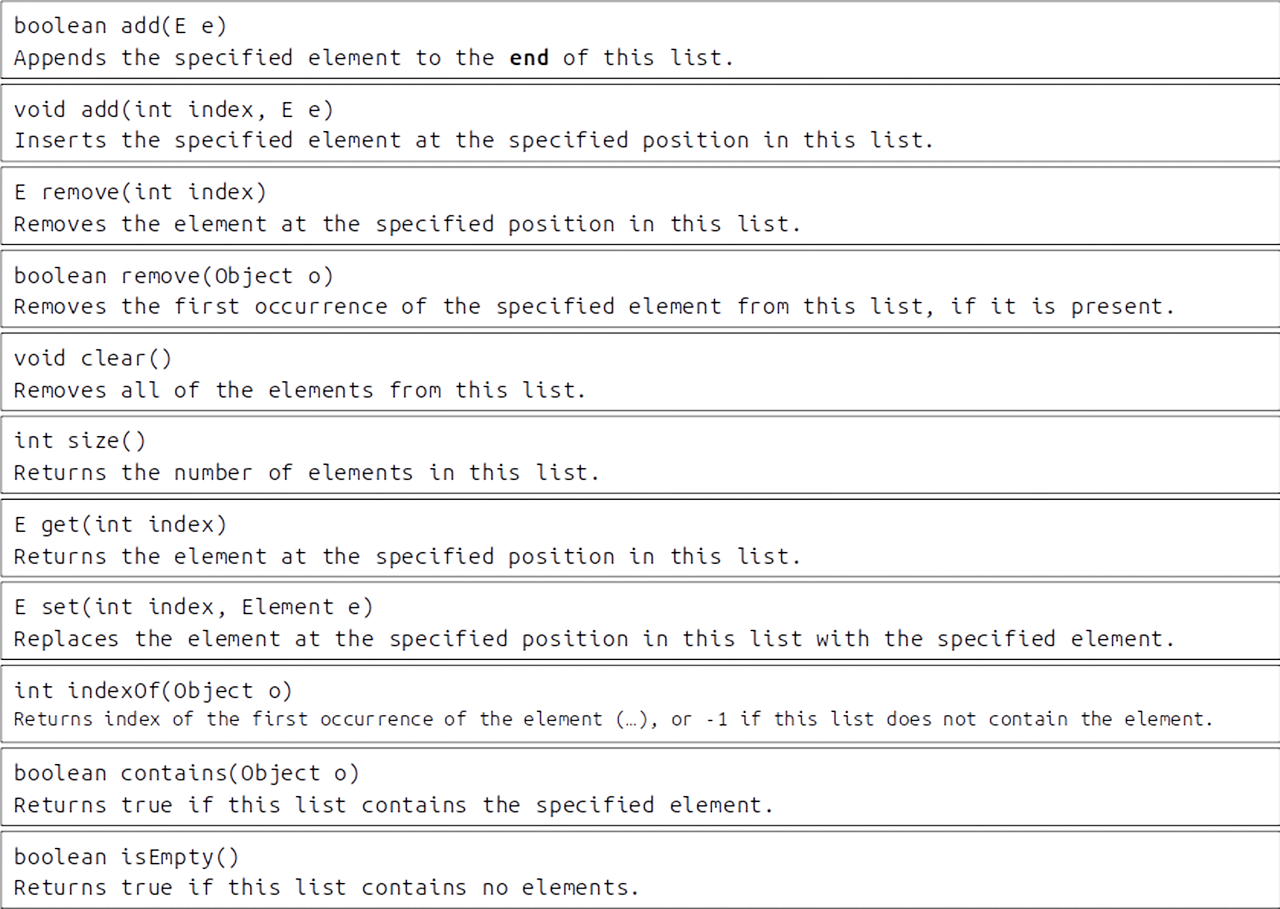 boolean add(E e)
Appends the specified element to the end of this list.
void add(int index, E e)
Inserts the specified element at the specified position in this list.
E remove(int index)
Removes the element at the specified position in this list.
boolean remove(Object o)
Removes the first occurrence of the specified element from this list, if it is present.
void clear()
Removes all of the elements from this list.
int size()
Returns the number of elements in this list.
E get(int index)
Returns the element at the specified position in this list.
E set(int index, Element e)
Replaces the element at the specified position in this list with the specified element.
int indexOf(Object o)
Returns index of the first occurrence of the element (…), or -1 if this list does not contain the element.
boolean contains(Object o)
Returns true if this list contains the specified element.
boolean isEmpty()
Returns true if this list contains no elements.